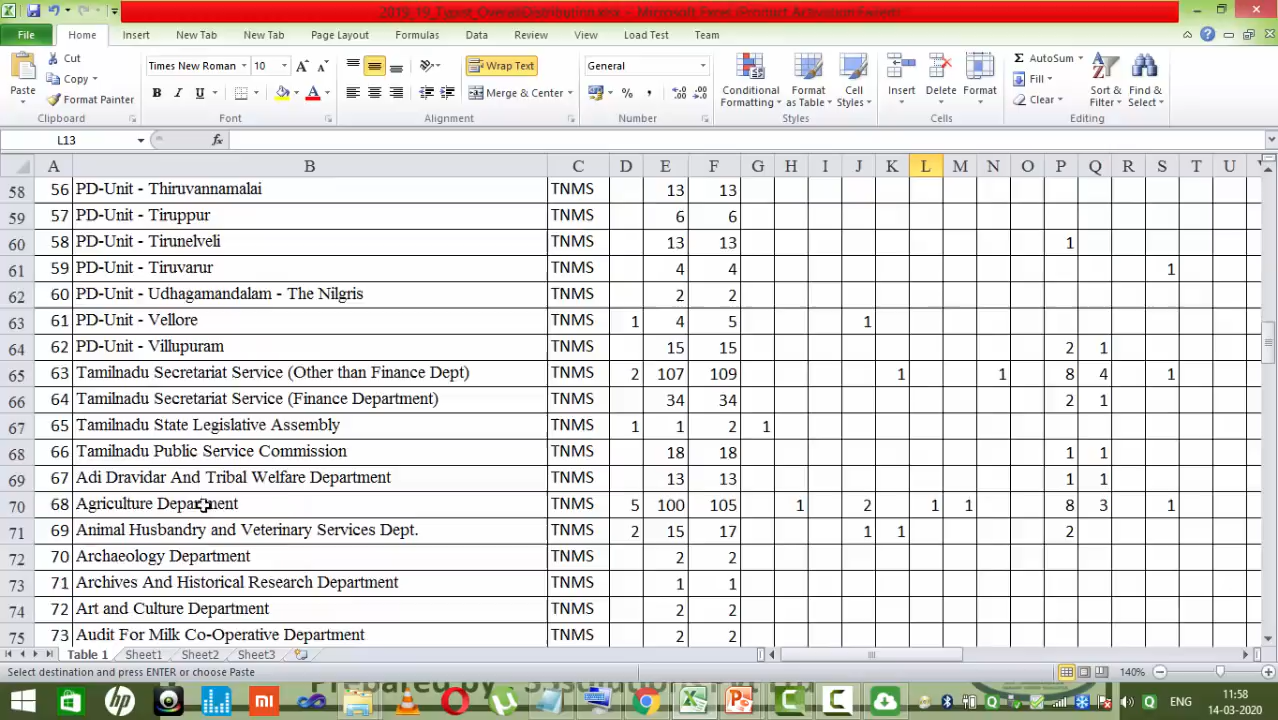 2019_19_Typist_OverallDistribution.xlsx - Microsoft Excel (Product Activation Failed)
File Home Insert New Tab New Tab Page Layout Formulas Data Review View Load Test Team
Paste Cut Copy Format Painter Clipboard
Times New Roman 10 B I U Font
Wrap Text Merge & Center Alignment
General % , Number
Conditional Formatting Format as Table Cell Styles Styles
Insert Delete Format Cells
Σ AutoSum Fill Clear Sort & Filter Find & Select Editing
L13 fx
A B C D E F G H I J K L M N O P Q R S T U
58 56 PD-Unit - Thiruvannamalai TNMS 13 13
59 57 PD-Unit - Tiruppur TNMS 6 6
60 58 PD-Unit - Tirunelveli TNMS 13 13 1
61 59 PD-Unit - Tiruvarur TNMS 4 4 1
62 60 PD-Unit - Udhagamandalam - The Nilgris TNMS 2 2
63 61 PD-Unit - Vellore TNMS 1 4 5 1
64 62 PD-Unit - Villupuram TNMS 15 15 2 1
65 63 Tamilnadu Secretariat Service (Other than Finance Dept) TNMS 2 107 109 1 1 8 4 1
66 64 Tamilnadu Secretariat Service (Finance Department) TNMS 34 34 2 1
67 65 Tamilnadu State Legislative Assembly TNMS 1 1 2 1
68 66 Tamilnadu Public Service Commission TNMS 18 18 1 1
69 67 Adi Dravidar And Tribal Welfare Department TNMS 13 13 1 1
70 68 Agriculture Department TNMS 5 100 105 1 2 1 1 8 3 1
71 69 Animal Husbandry and Veterinary Services Dept. TNMS 2 15 17 1 1 2
72 70 Archaeology Department TNMS 2 2
73 71 Archives And Historical Research Department TNMS 1 1
74 72 Art and Culture Department TNMS 2 2
75 73 Audit For Milk Co-Operative Department TNMS 2 2
Table 1 Sheet1 Sheet2 Sheet3
Select destination and press ENTER or choose Paste 140%
ENG 11:58
14-03-2020